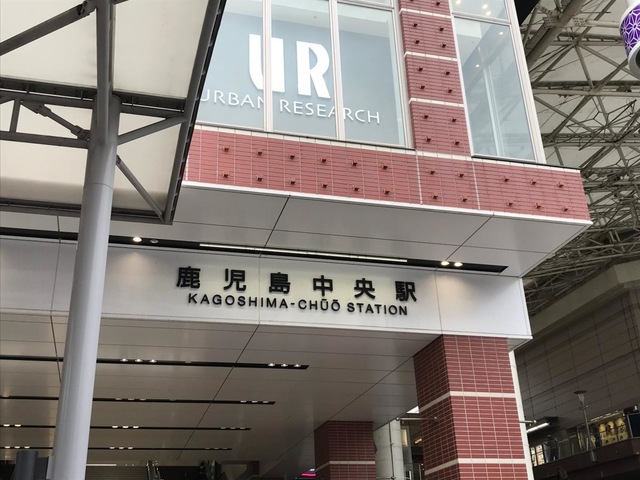 UR
URBAN RESEARCH
鹿児島中央駅
KAGOSHIMA-CHŪŌ STATION